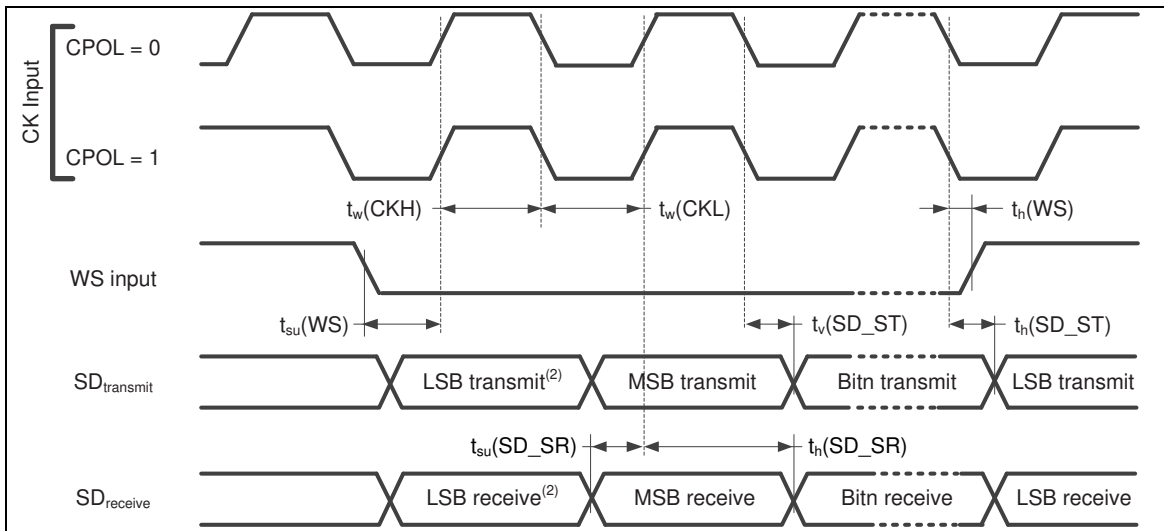 CK Input
CPOL = 0
CPOL = 1
tw(CKH)
tw(CKL)
th(WS)
WS input
tsu(WS)
tv(SD_ST)
th(SD_ST)
SDtransmit
LSB transmit(2)
MSB transmit
Bitn transmit
LSB transmit
tsu(SD_SR)
th(SD_SR)
SDreceive
LSB receive(2)
MSB receive
Bitn receive
LSB receive